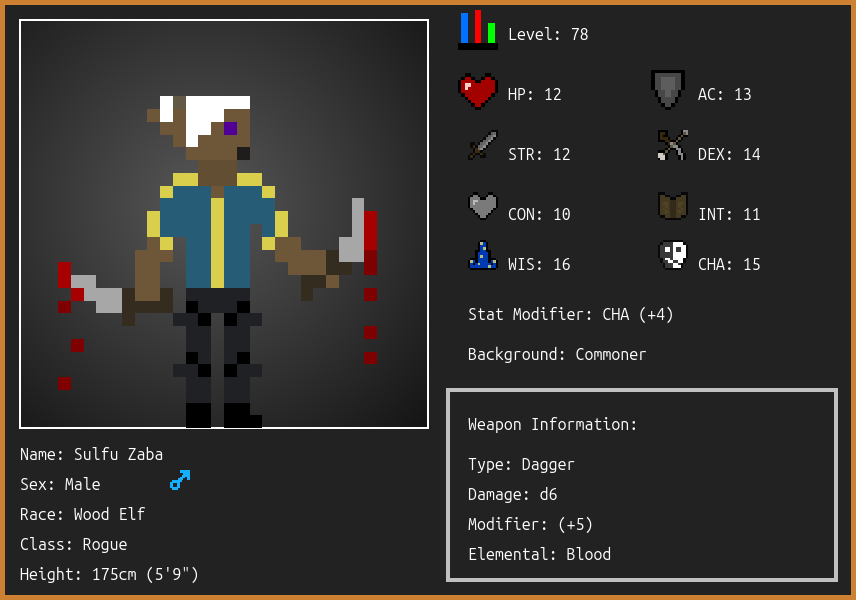 Level: 78
HP: 12
AC: 13
STR: 12
DEX: 14
CON: 10
INT: 11
WIS: 16
CHA: 15
Stat Modifier: CHA (+4)
Background: Commoner
Weapon Information:
Type: Dagger
Damage: d6
Modifier: (+5)
Elemental: Blood
Name: Sulfu Zaba
Sex: Male
Race: Wood Elf
Class: Rogue
Height: 175cm (5'9")